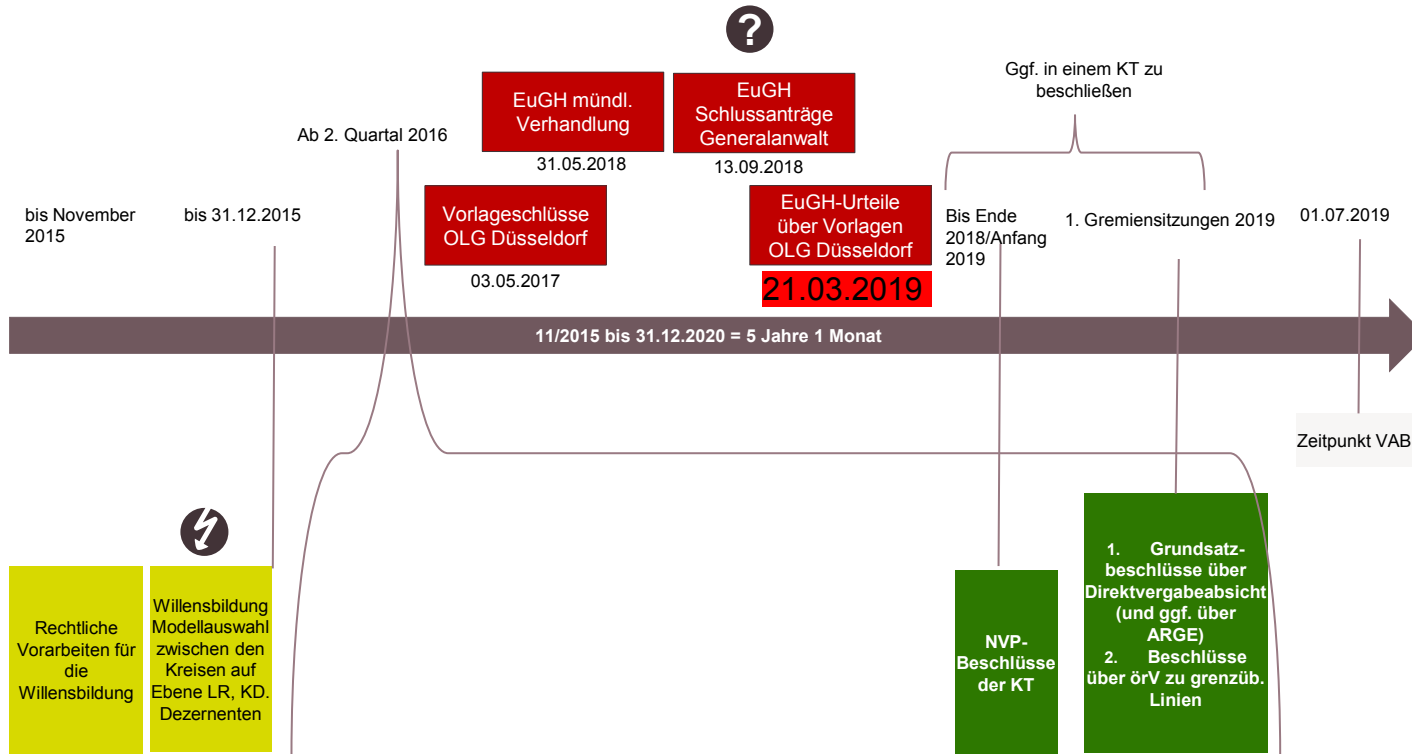 ?
Ggf. in einem KT zu
beschließen
EuGH mündl.
Verhandlung
31.05.2018
EuGH
Schlussanträge
Generalanwalt
13.09.2018
Ab 2. Quartal 2016
bis November
2015
bis 31.12.2015
Vorlageschlüsse
OLG Düsseldorf
03.05.2017
EuGH-Urteile
über Vorlagen
OLG Düsseldorf
21.03.2019
Bis Ende
2018/Anfang
2019
1. Gremiensitzungen 2019
01.07.2019
11/2015 bis 31.12.2020 = 5 Jahre 1 Monat
Zeitpunkt VAB
Rechtliche
Vorarbeiten für
die
Willensbildung
Willensbildung
Modellauswahl
zwischen den
Kreisen auf
Ebene LR, KD.
Dezernenten
NVP-
Beschlüsse
der KT
1. Grundsatz-
beschlüsse über
Direktvergabeabsicht
(und ggf. über
ARGE)
2. Beschlüsse
über örV zu grenzüb.
Linien